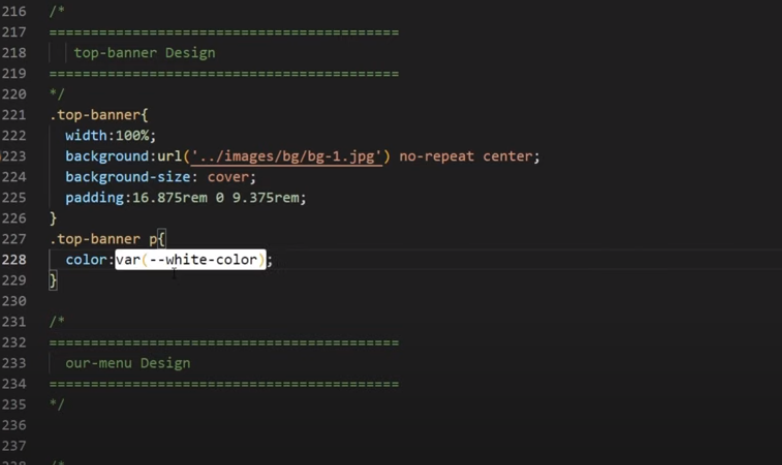 216 /*
217 ==========================================
218 top-banner Design
219 ==========================================
220 */
221 .top-banner{
222 width:100%;
223 background:url('../images/bg/bg-1.jpg') no-repeat center;
224 background-size: cover;
225 padding:16.875rem 0 9.375rem;
226 }
227 .top-banner p{
228 color:var(--white-color);
229 }
230
231 /*
232 ==========================================
233 our-menu Design
234 ==========================================
235 */
236
237